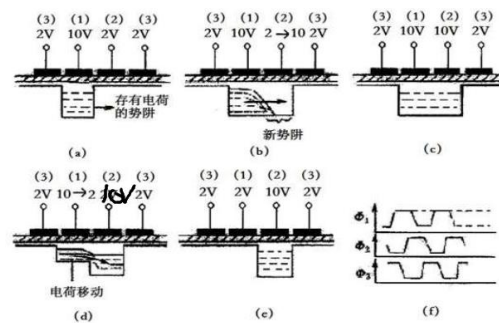 (3) (1) (2) (3)
2V 10V 2V 2V
存有电荷
的势阱
(a)
(3) (1) (2) (3)
2V 10V 2→10 2V
新势阱
(b)
(3) (1) (2) (3)
2V 10V 10V 2V
(c)
(3) (1) (2) (3)
2V 10→2 10V 2V
电荷移动
(d)
(3) (1) (2) (3)
2V 2V 10V 2V
(e)
Φ1
Φ2
Φ3
(f)